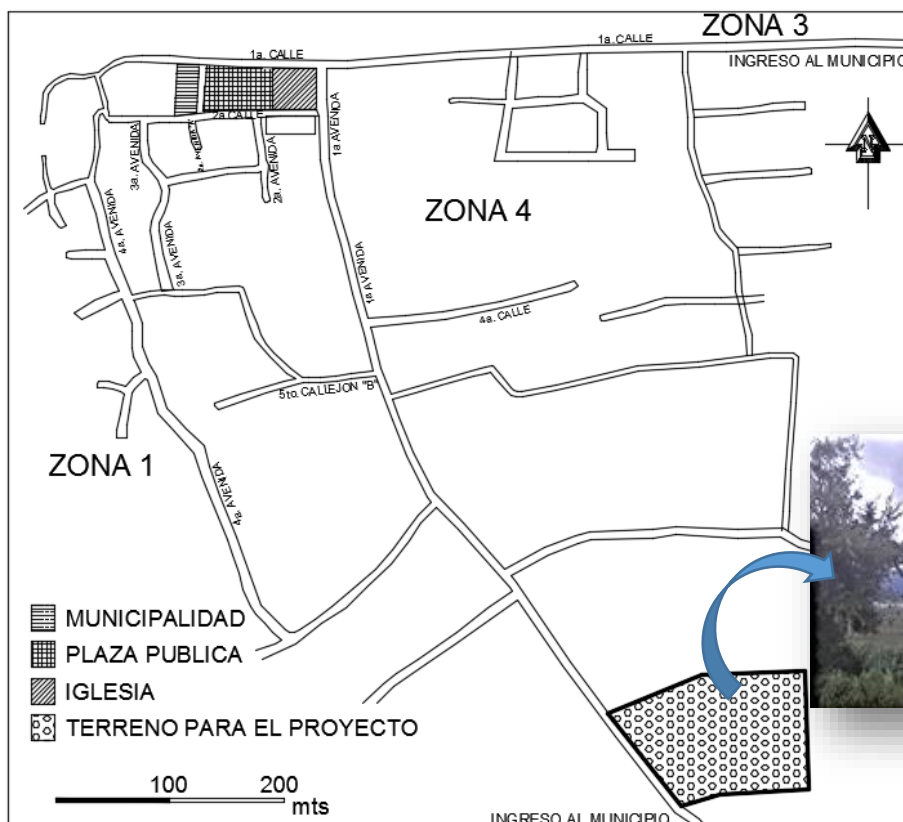 ZONA 3
1a. CALLE
1a. CALLE
INGRESO AL MUNICIPIO
2a CALLE
1a AVENIDA
3a. AVENIDA
2a. AVENIDA
N
ZONA 4
4a. AVENIDA
3a. AVENIDA
1a AVENIDA
4a. CALLE
5to. CALLEJON "B"
ZONA 1
4a. AVENIDA
MUNICIPALIDAD
PLAZA PUBLICA
IGLESIA
TERRENO PARA EL PROYECTO
100 200
mts
INGRESO AL MUNICIPIO